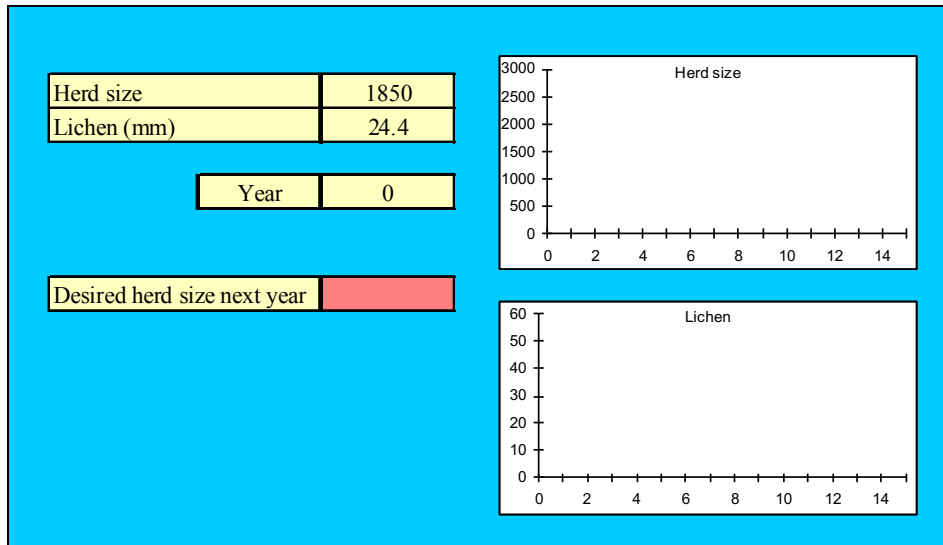 Herd size 1850
Lichen (mm) 24.4
Year 0
Desired herd size next year
Herd size
3000
2500
2000
1500
1000
500
0
0 2 4 6 8 10 12 14
Lichen
60
50
40
30
20
10
0
0 2 4 6 8 10 12 14